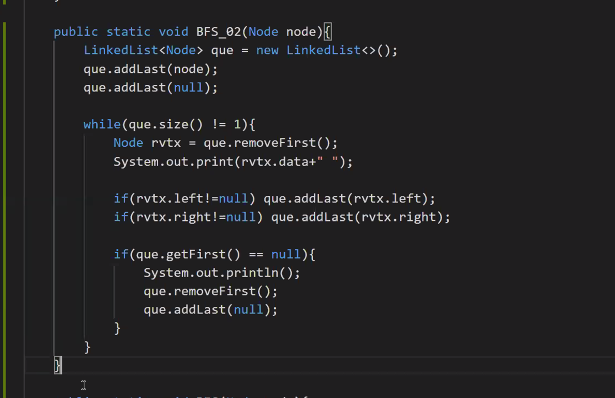 public static void BFS_02(Node node){
    LinkedList<Node> que = new LinkedList<>();
    que.addLast(node);
    que.addLast(null);

    while(que.size() != 1){
        Node rvtx = que.removeFirst();
        System.out.print(rvtx.data+" ");

        if(rvtx.left!=null) que.addLast(rvtx.left);
        if(rvtx.right!=null) que.addLast(rvtx.right);

        if(que.getFirst() == null){
            System.out.println();
            que.removeFirst();
            que.addLast(null);
        }
    }
}